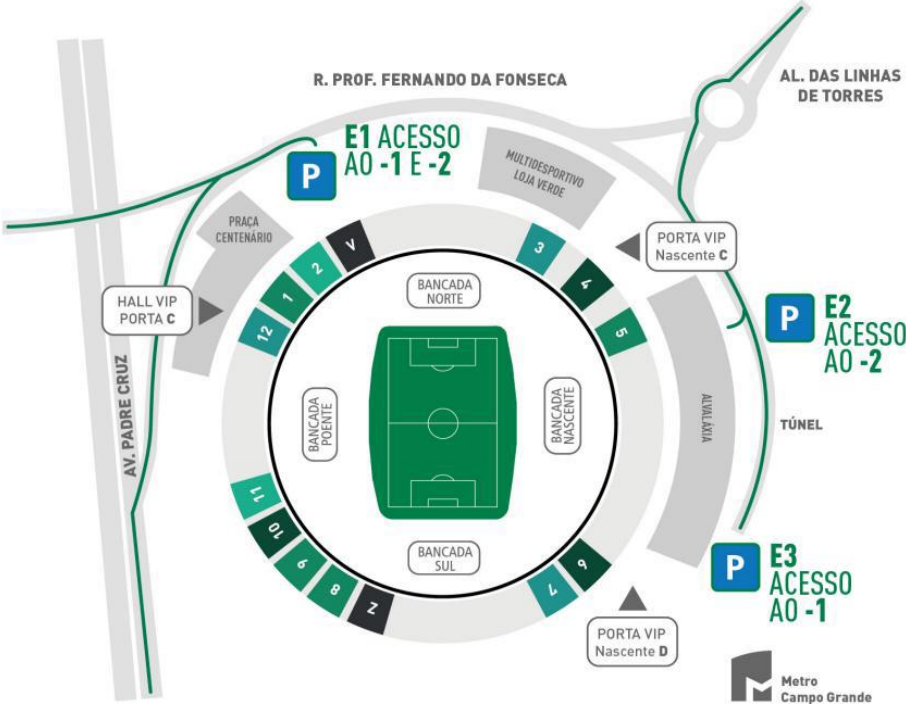 R. PROF. FERNANDO DA FONSECA
AL. DAS LINHAS
DE TORRES
P
E1 ACESSO
AO -1 E -2
MULTIDESPORTIVO
LOJA VERDE
PRAÇA
CENTENÁRIO
PORTA VIP
Nascente C
HALL VIP
PORTA C
V
2
1
12
3
4
5
BANCADA
NORTE
P
E2
ACESSO
AO -2
AV. PADRE CRUZ
BANCADA
POENTE
BANCADA
NASCENTE
ALVALÁXIA
TÚNEL
11
10
9
8
Z
7
6
BANCADA
SUL
P
E3
ACESSO
AO -1
PORTA VIP
Nascente D
Metro
Campo Grande